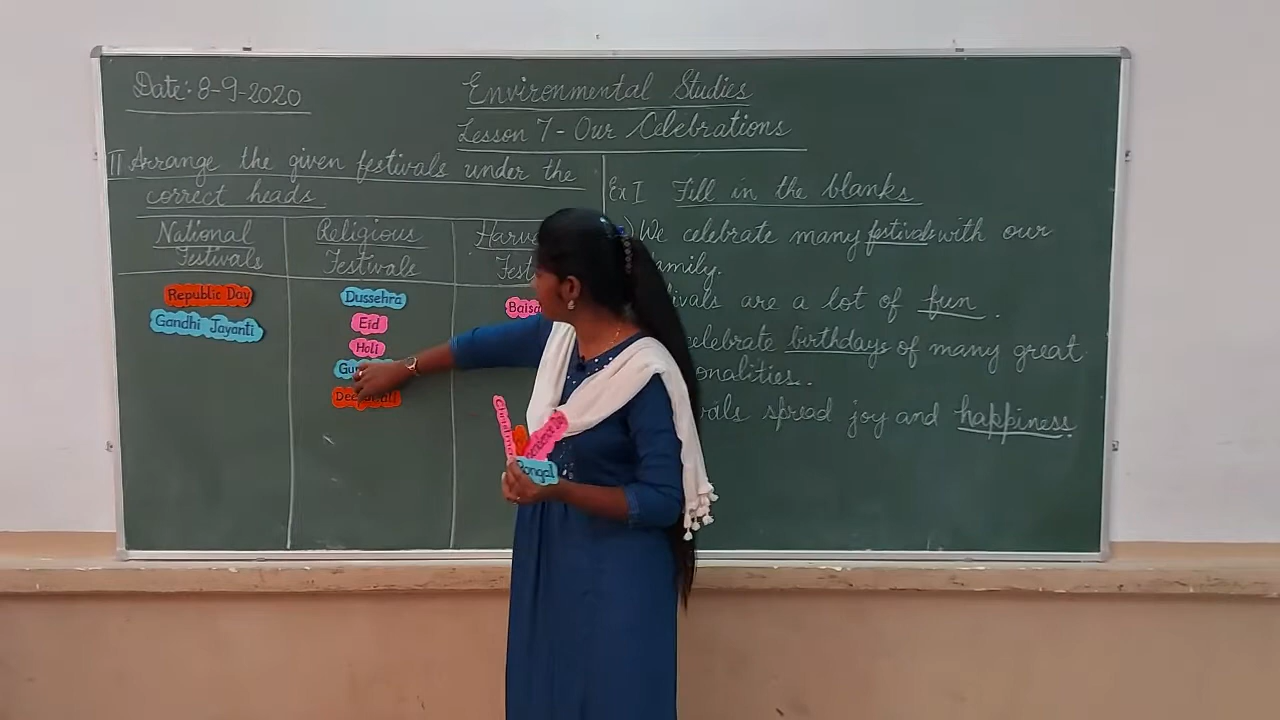 Date: 8-9-2020
Environmental Studies
Lesson 7 - Our Celebrations
II Arrange the given festivals under the
correct heads.
National
Festivals
Religious
Festivals
Republic Day
Gandhi Jayanti
Dussehra
Eid
Holi
Pongal
Ex I Fill in the blanks
We celebrate many festivals with our
family.
are a lot of fun.
celebrate birthdays of many great
spread joy and happiness.